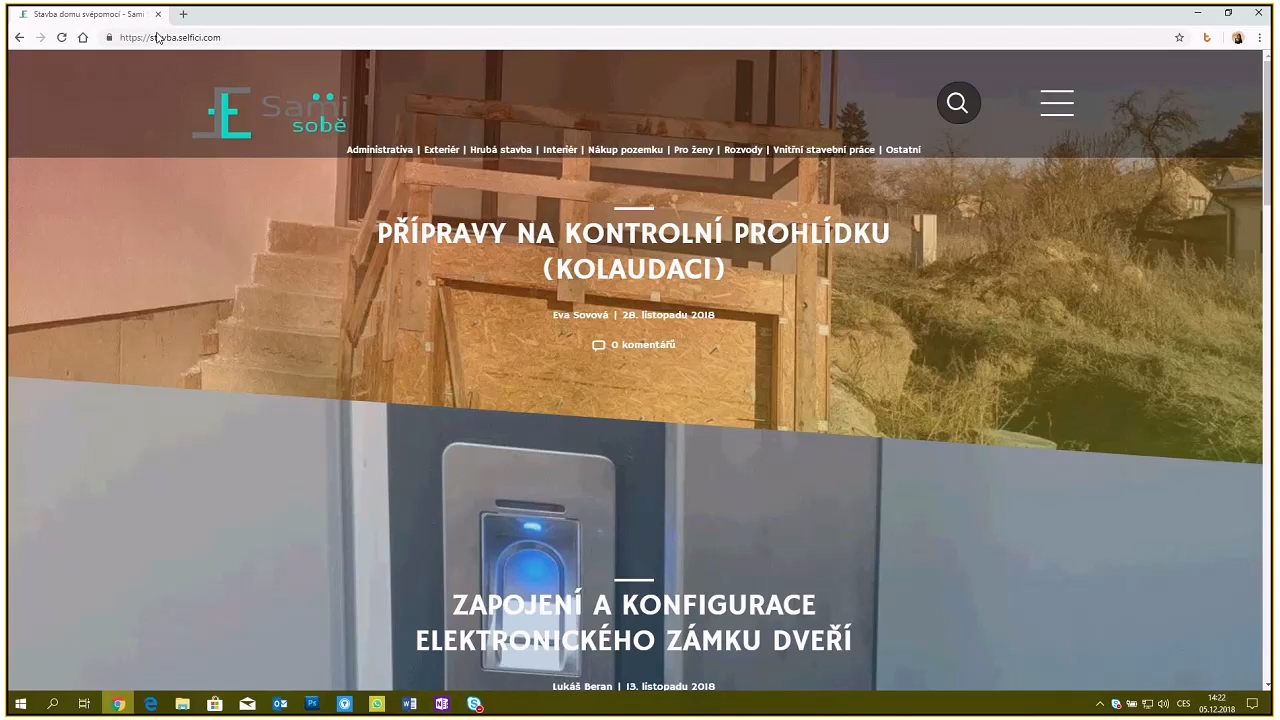 Stavba domu svépomocí - Sami
https://stavba.selfici.com
Sami
sobě
Administrativa | Exteriér | Hrubá stavba | Interiér | Nákup pozemku | Pro ženy | Rozvody | Vnitřní stavební práce | Ostatní
PŘÍPRAVY NA KONTROLNÍ PROHLÍDKU
(KOLAUDACI)
Eva Sovová | 28. listopadu 2018
0 komentářů
ZAPOJENÍ A KONFIGURACE
ELEKTRONICKÉHO ZÁMKU DVEŘÍ
Lukáš Beran | 13. listopadu 2018
CES
14:22
05.12.2018